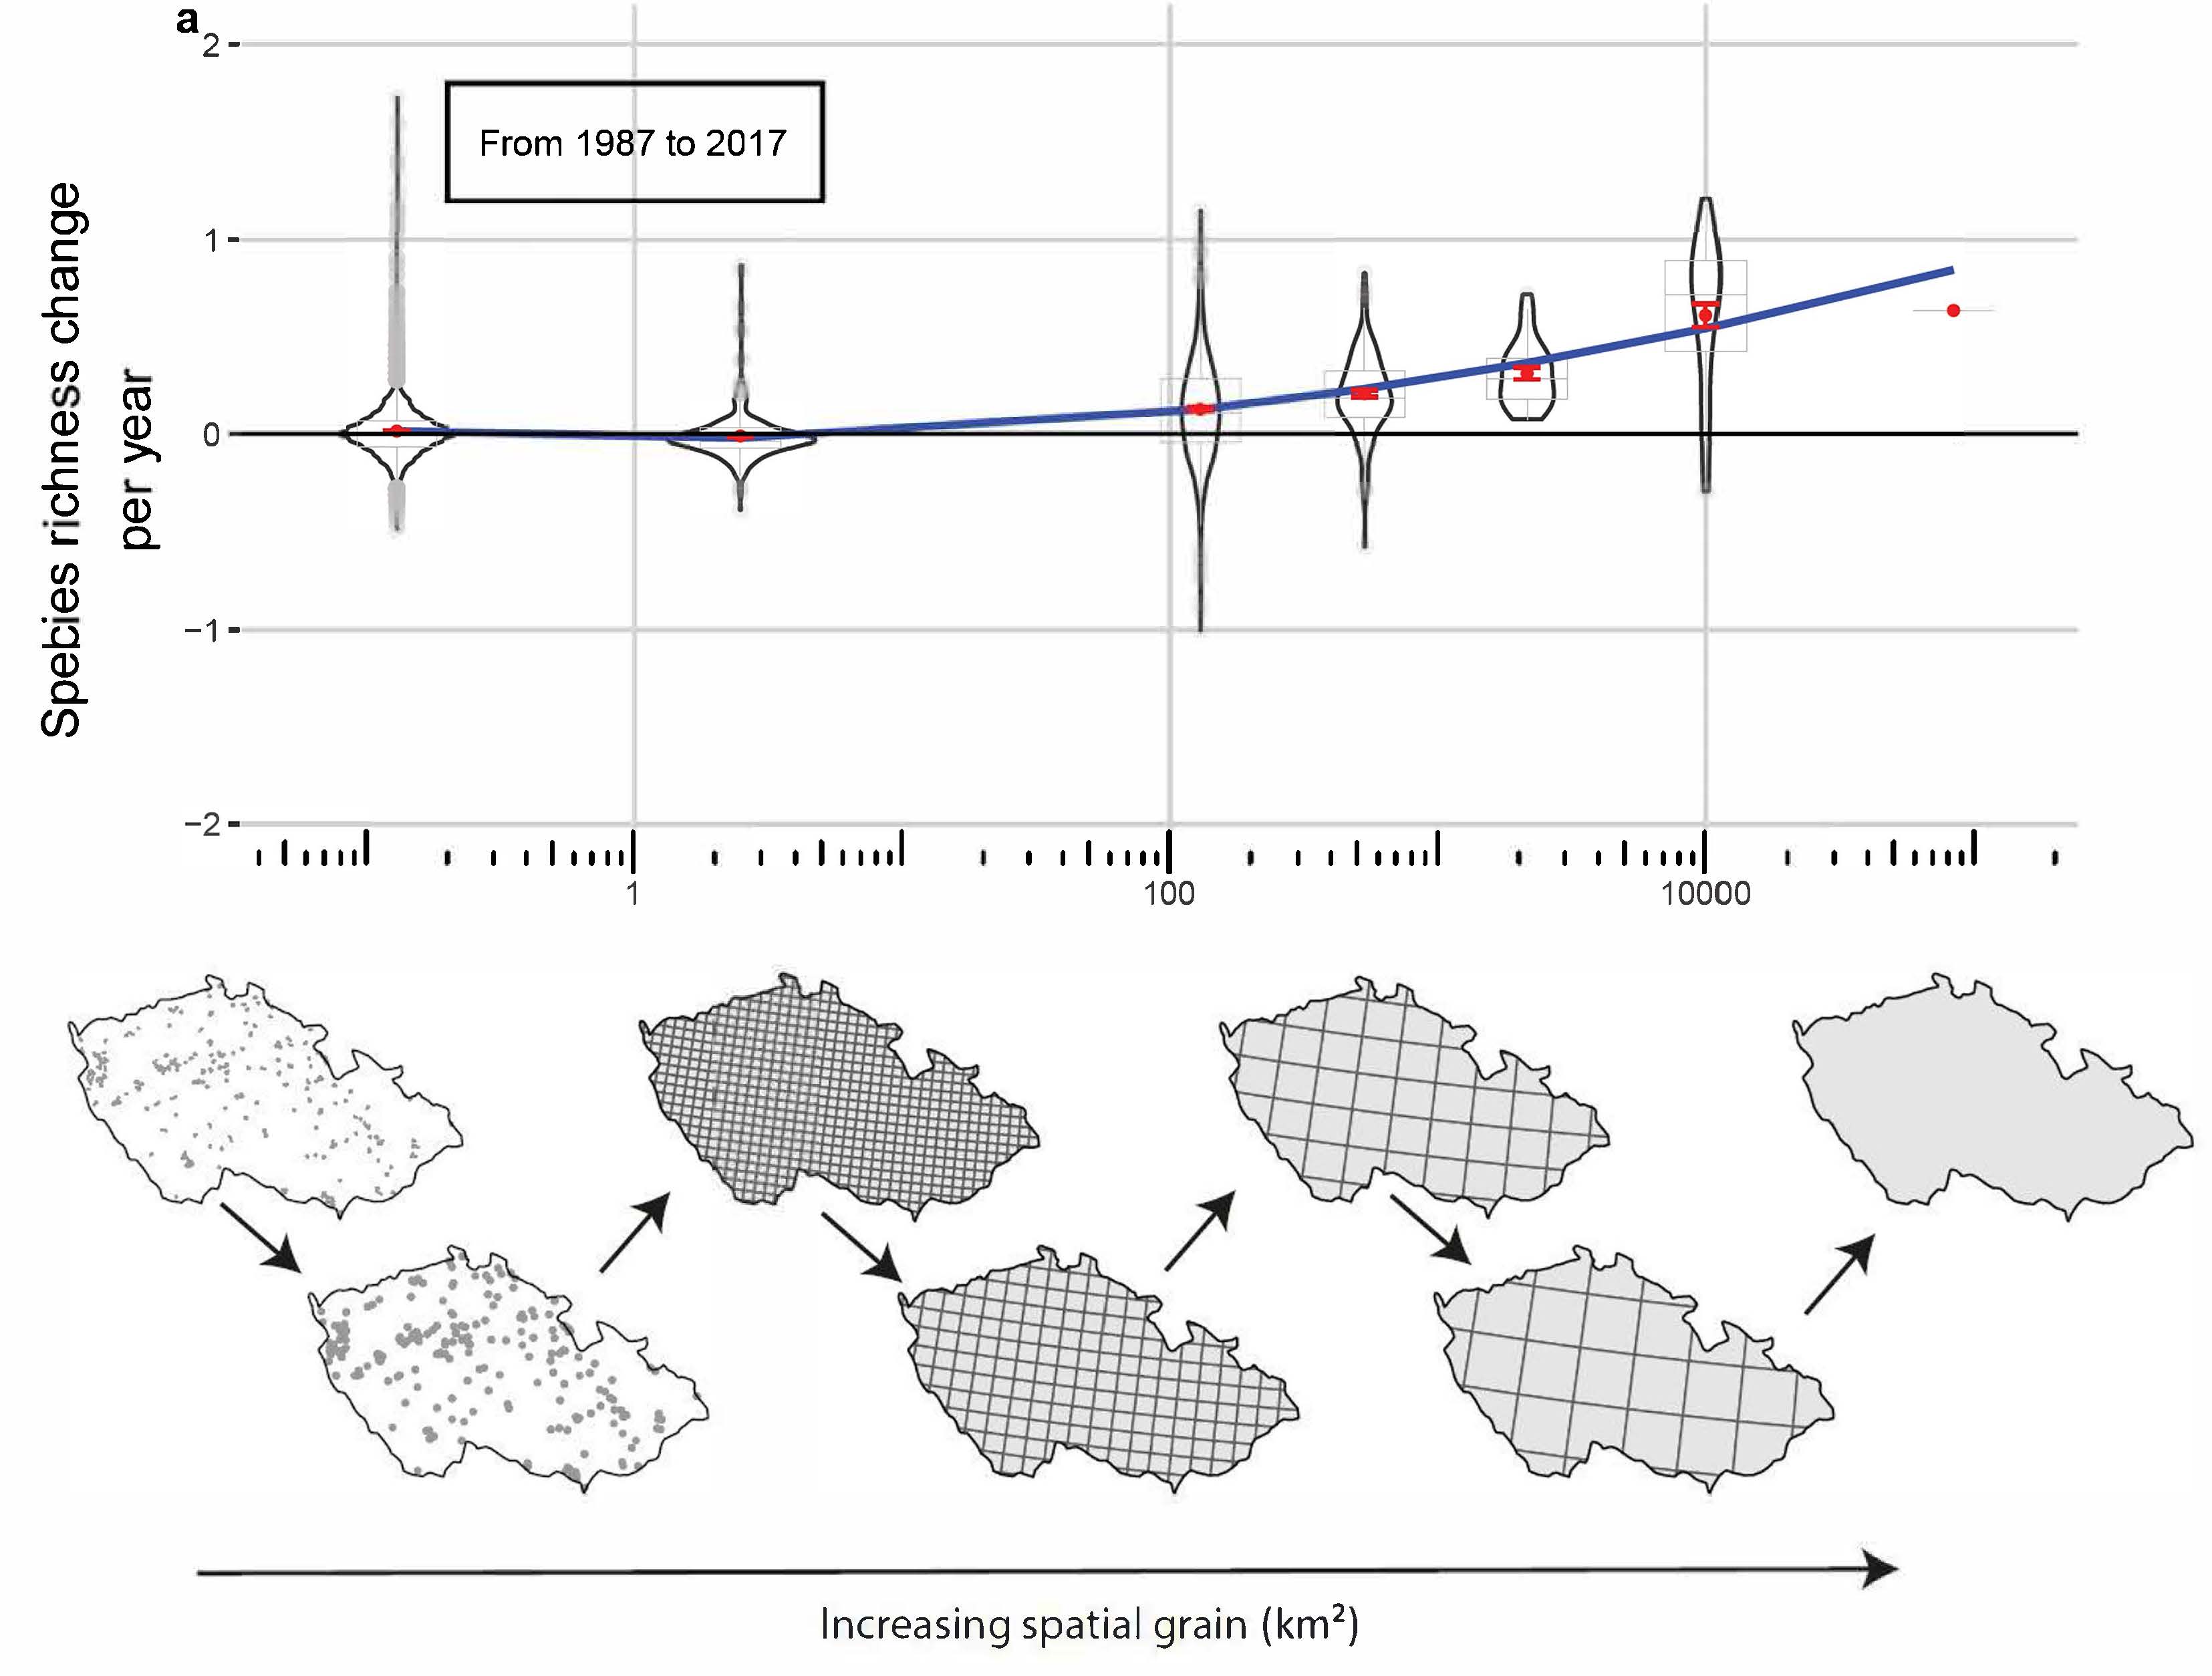 a
2
From 1987 to 2017
1
0
−1
−2
Spebies richness change
per year
1
100
10000
Increasing spatial grain (km²)